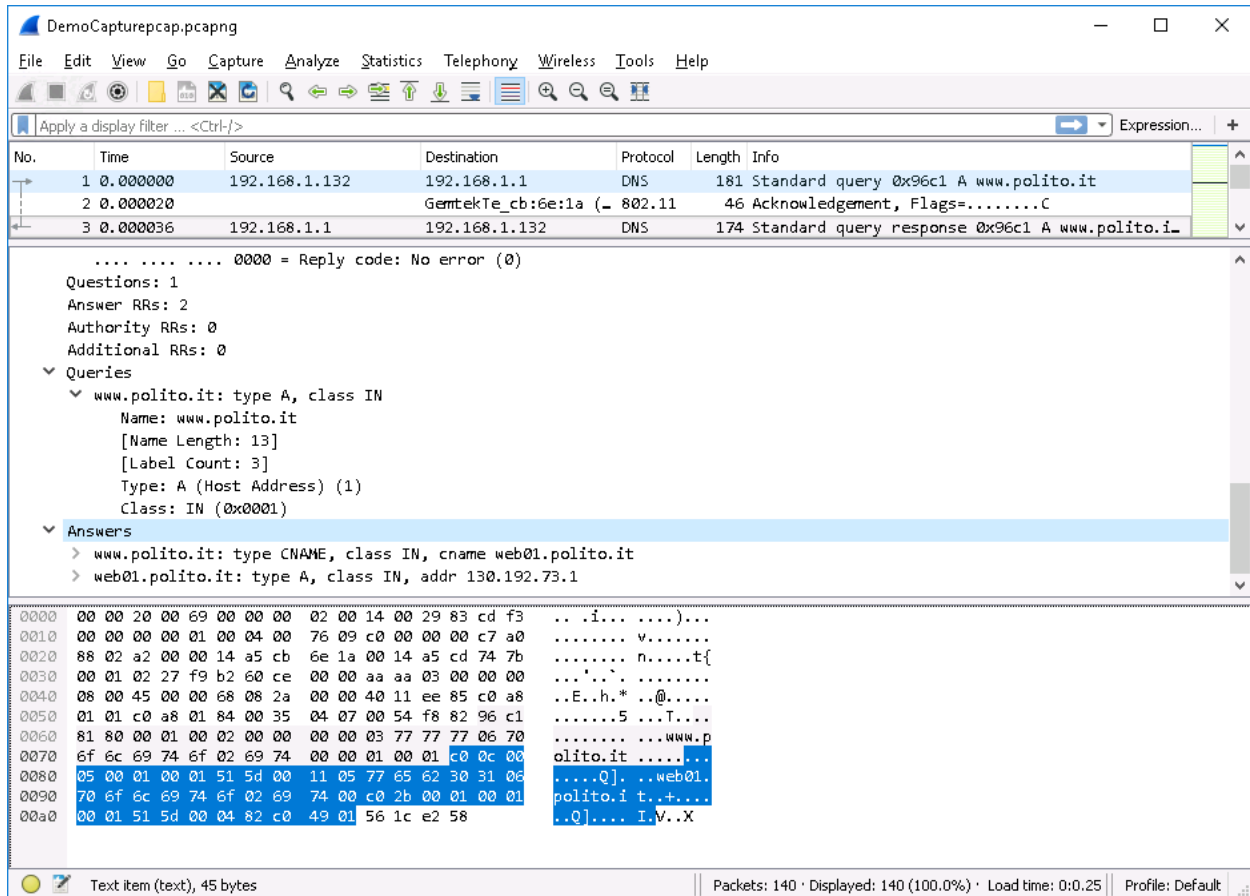 DemoCapturepcap.pcapng
File Edit View Go Capture Analyze Statistics Telephony Wireless Tools Help
Apply a display filter ... <Ctrl-/> Expression... +
No. Time Source Destination Protocol Length Info
1 0.000000 192.168.1.132 192.168.1.1 DNS 181 Standard query 0x96c1 A www.polito.it
2 0.000020 GemtekTe_cb:6e:1a (… 802.11 46 Acknowledgement, Flags=........C
3 0.000036 192.168.1.1 192.168.1.132 DNS 174 Standard query response 0x96c1 A www.polito.i…
.... .... .... 0000 = Reply code: No error (0)
Questions: 1
Answer RRs: 2
Authority RRs: 0
Additional RRs: 0
Queries
www.polito.it: type A, class IN
Name: www.polito.it
[Name Length: 13]
[Label Count: 3]
Type: A (Host Address) (1)
Class: IN (0x0001)
Answers
www.polito.it: type CNAME, class IN, cname web01.polito.it
web01.polito.it: type A, class IN, addr 130.192.73.1
0000 00 00 20 00 69 00 00 00 02 00 14 00 29 83 cd f3 .. .i... ....)...
0010 00 00 00 00 01 00 04 00 76 09 c0 00 00 00 c7 a0 ........ v.......
0020 88 02 a2 00 00 14 a5 cb 6e 1a 00 14 a5 cd 74 7b ........ n.....t{
0030 00 01 02 27 f9 b2 60 ce 00 00 aa aa 03 00 00 00 ...'..`. ........
0040 08 00 45 00 00 68 08 2a 00 00 40 11 ee 85 c0 a8 ..E..h.* ..@.....
0050 01 01 c0 a8 01 84 00 35 04 07 00 54 f8 82 96 c1 .......5 ...T....
0060 81 80 00 01 00 02 00 00 00 00 03 77 77 77 06 70 ........ ...www.p
0070 6f 6c 69 74 6f 02 69 74 00 00 01 00 01 c0 0c 00 olito.it ........
0080 05 00 01 00 01 51 5d 00 11 05 77 65 62 30 31 06 .....Q]. ..web01.
0090 70 6f 6c 69 74 6f 02 69 74 00 c0 2b 00 01 00 01 polito.i t..+....
00a0 00 01 51 5d 00 04 82 c0 49 01 56 1c e2 58 ..Q].... I.V..X
Text item (text), 45 bytes Packets: 140 · Displayed: 140 (100.0%) · Load time: 0:0.25 Profile: Default